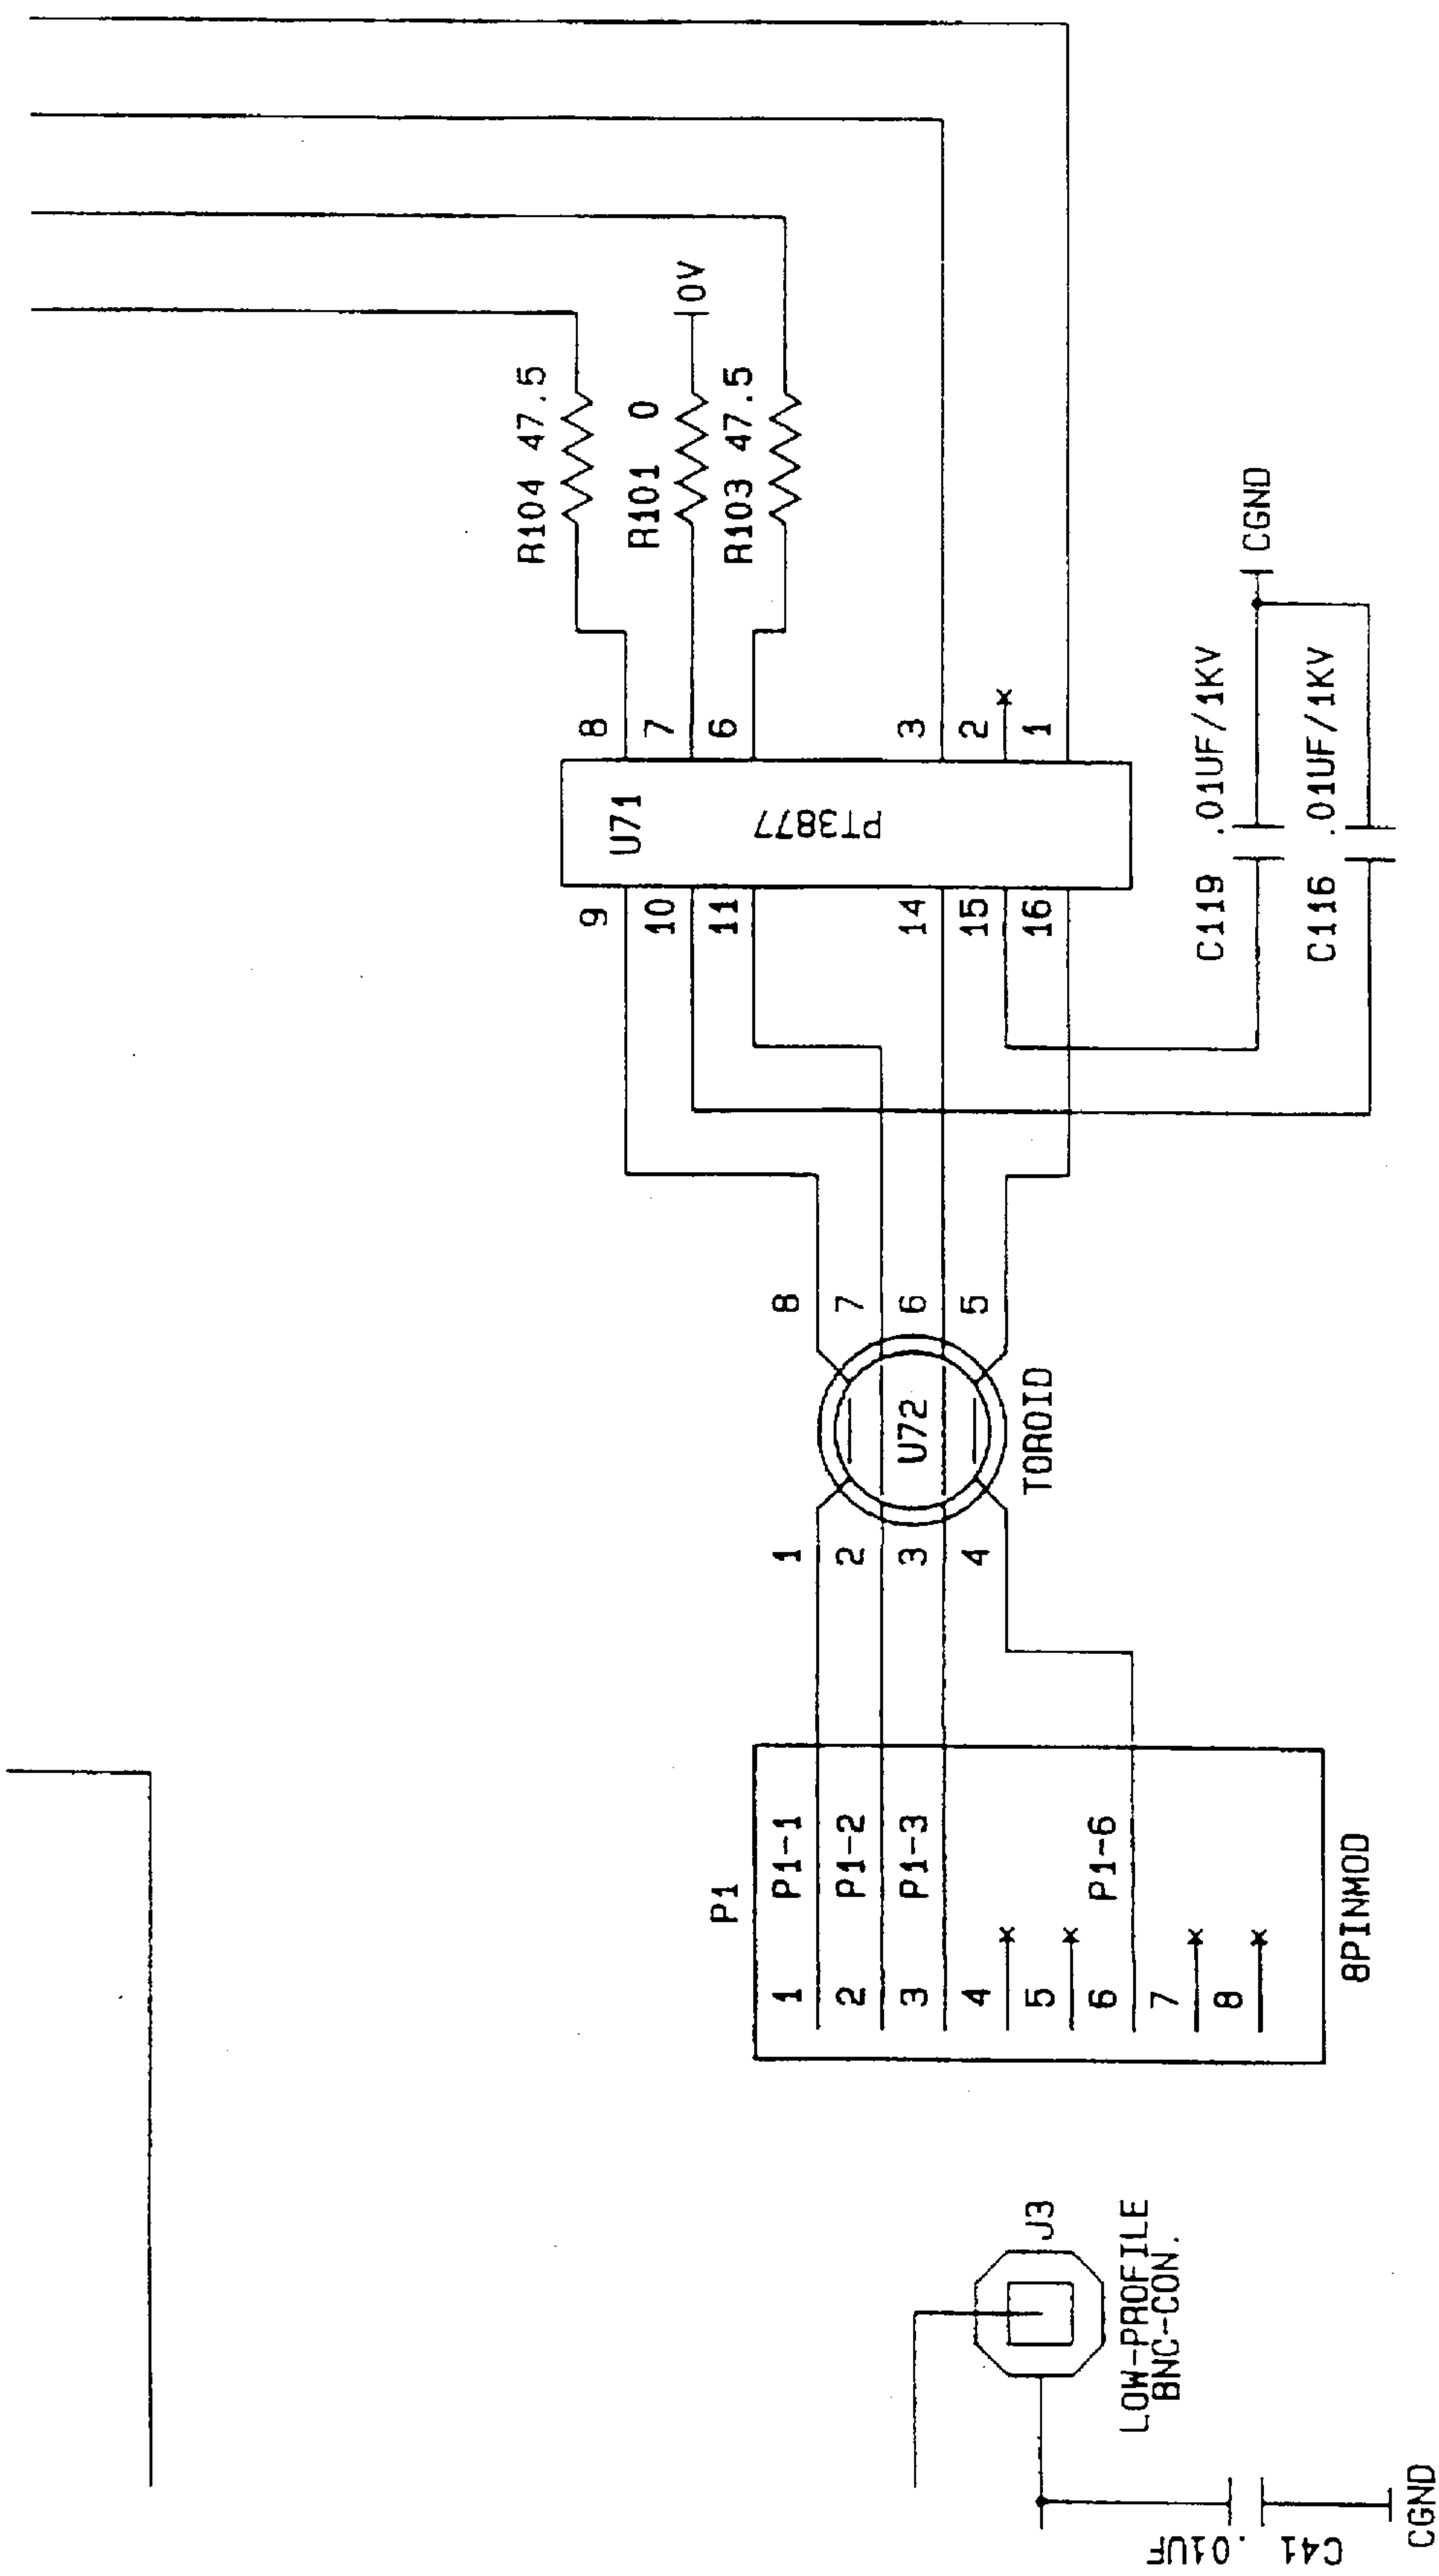 R104 47.5
R101 0
0V
R103 47.5
8
7
6
3
2
1
U71
PT3877
9
10
11
14
15
16
CGND
C119 .01UF/1KV
C116 .01UF/1KV
8
7
6
5
U72
TOROID
1
2
3
4
P1
1 P1-1
2 P1-2
3 P1-3
4
5
6 P1-6
7
8
8PINMOD
J3
LOW-PROFILE
BNC-CON.
C41 .01UF
CGND